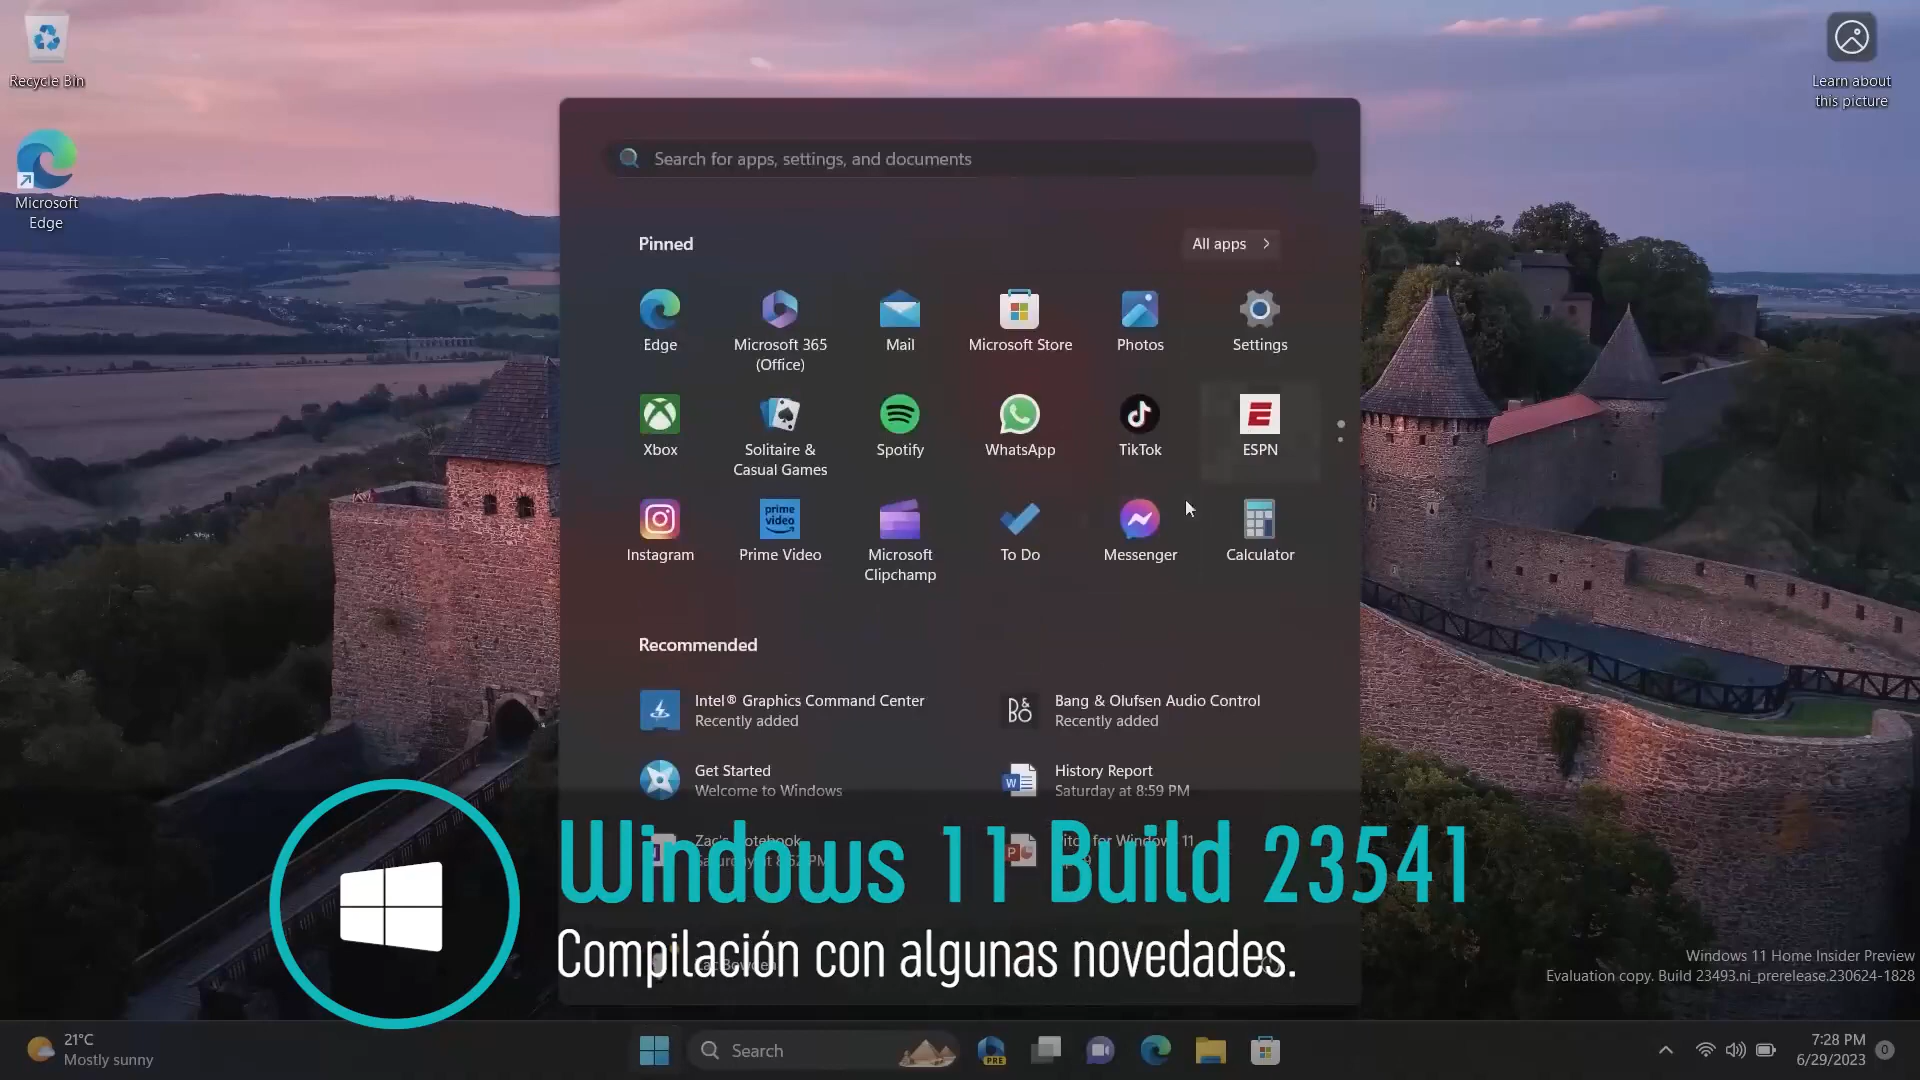 Recycle Bin
Microsoft
Edge
Learn about
this picture
Search for apps, settings, and documents
Pinned
All apps
Edge
Microsoft 365
(Office)
Mail
Microsoft Store
Photos
Settings
Xbox
Solitaire &
Casual Games
Spotify
WhatsApp
TikTok
ESPN
Instagram
prime
video
Prime Video
Microsoft
Clipchamp
To Do
Messenger
Calculator
Recommended
Intel® Graphics Command Center
Recently added
B&O
Bang & Olufsen Audio Control
Recently added
Get Started
Welcome to Windows
History Report
Saturday at 8:59 PM
Zac's Notebook
Windows 11 Build 23541
Compilación con algunas novedades.
Windows 11 Home Insider Preview
Evaluation copy. Build 23493.ni_prerelease.230624-1828
21°C
Mostly sunny
Search
PRE
7:28 PM
6/29/2023
0